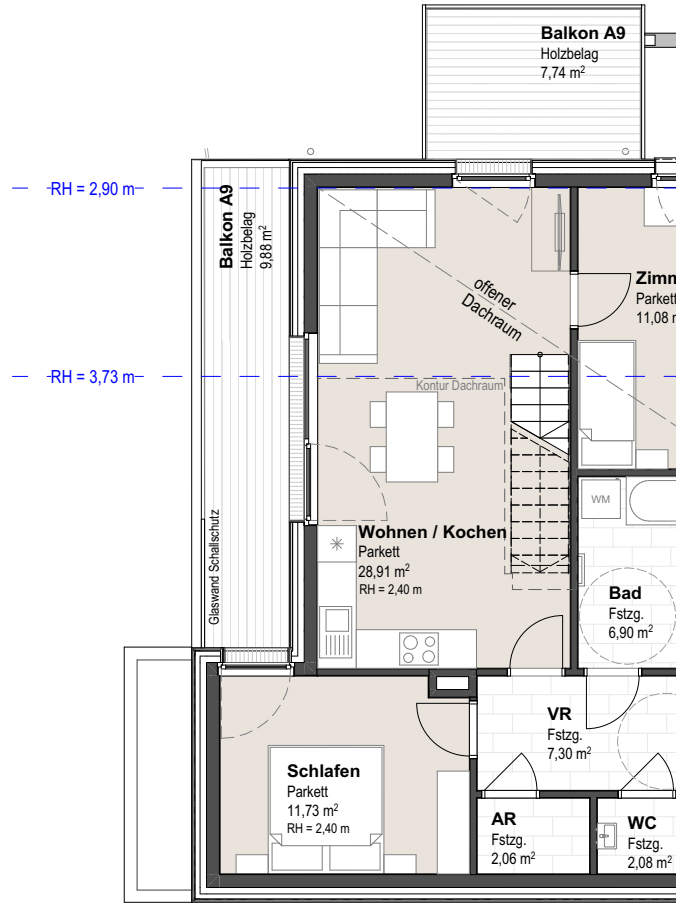 Balkon A9
Holzbelag
7,74 m²
RH = 2,90 m
Balkon A9
Holzbelag
9,88 m²
offener
Dachraum
Parkett
RH = 3,73 m
Kontur Dachraum
WM
Glaswand Schallschutz
Wohnen / Kochen
Parkett
28,91 m²
RH = 2,40 m
Bad
Fstzg.
6,90 m²
VR
Fstzg.
7,30 m²
Schlafen
Parkett
11,73 m²
RH = 2,40 m
AR
Fstzg.
2,06 m²
WC
Fstzg.
2,08 m²